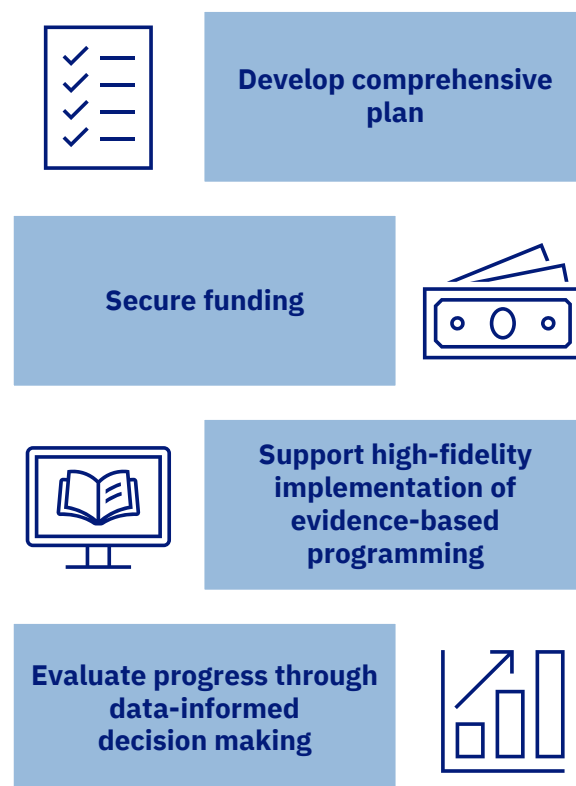 Develop comprehensive
plan
Secure funding
Support high-fidelity
implementation of
evidence-based
programming
Evaluate progress through
data-informed
decision making